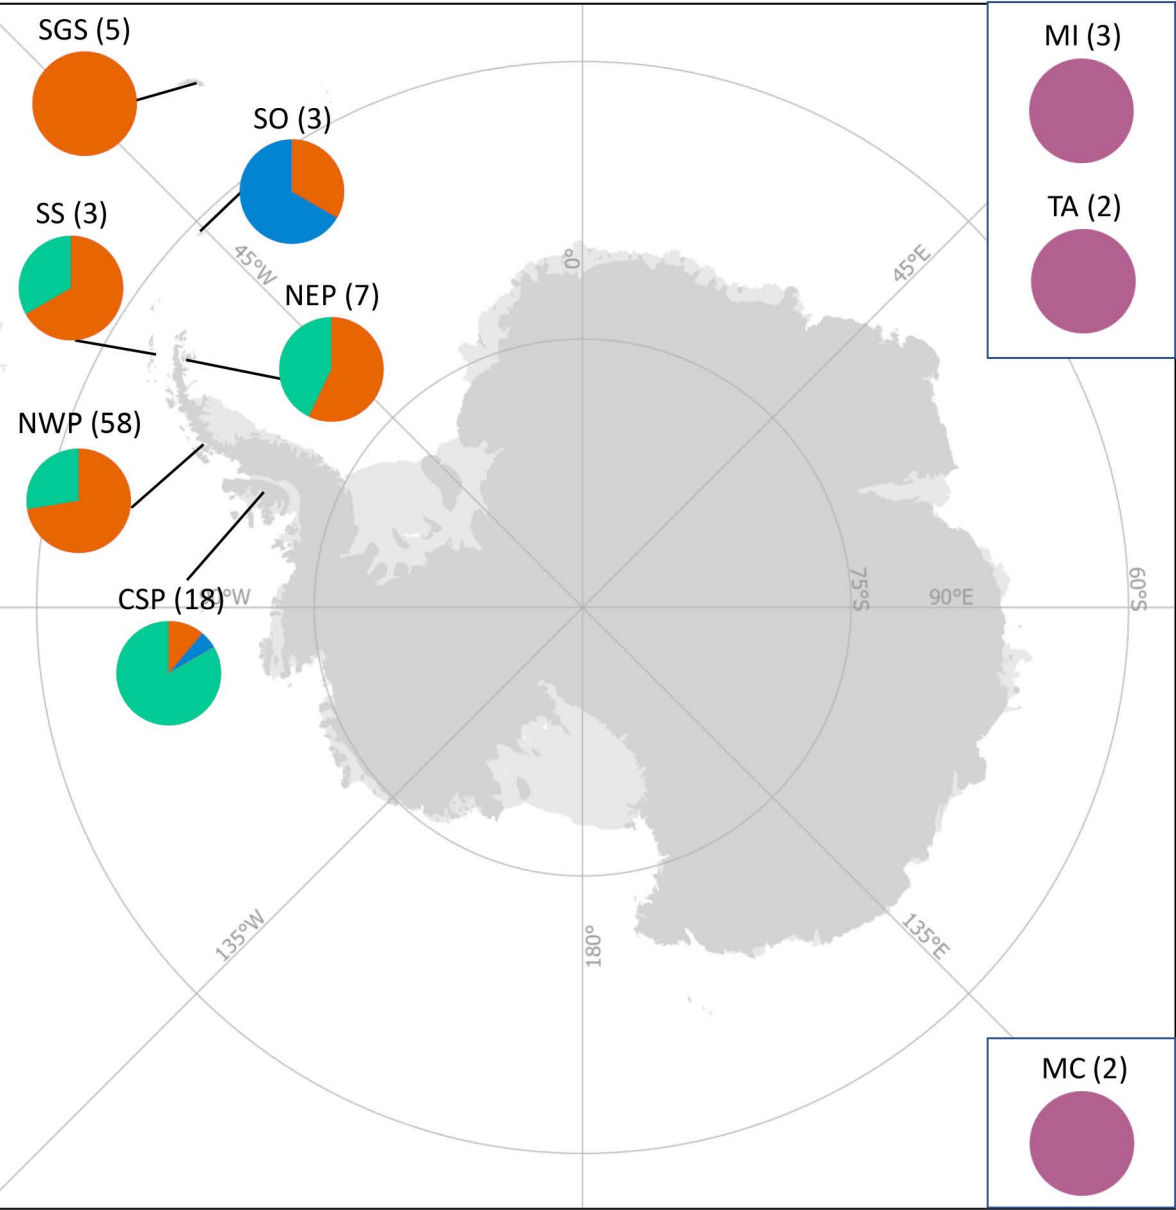 SGS (5)
MI (3)
SO (3)
TA (2)
SS (3)
45°W
0°
45°E
NEP (7)
NWP (58)
CSP (18)
75°S
90°E
60°S
135°W
180°
135°E
MC (2)